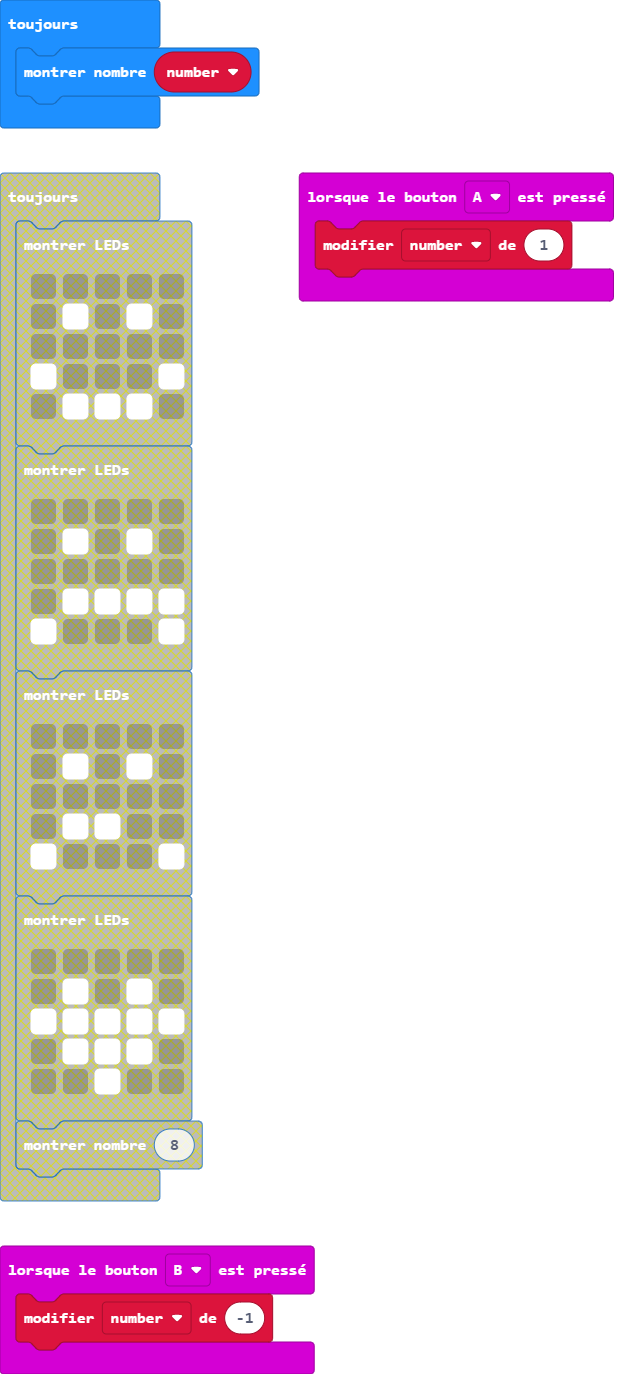 toujours
montrer nombre number
toujours
montrer LEDs
montrer LEDs
montrer LEDs
montrer LEDs
montrer nombre 8
lorsque le bouton A est pressé
modifier number de 1
lorsque le bouton B est pressé
modifier number de -1